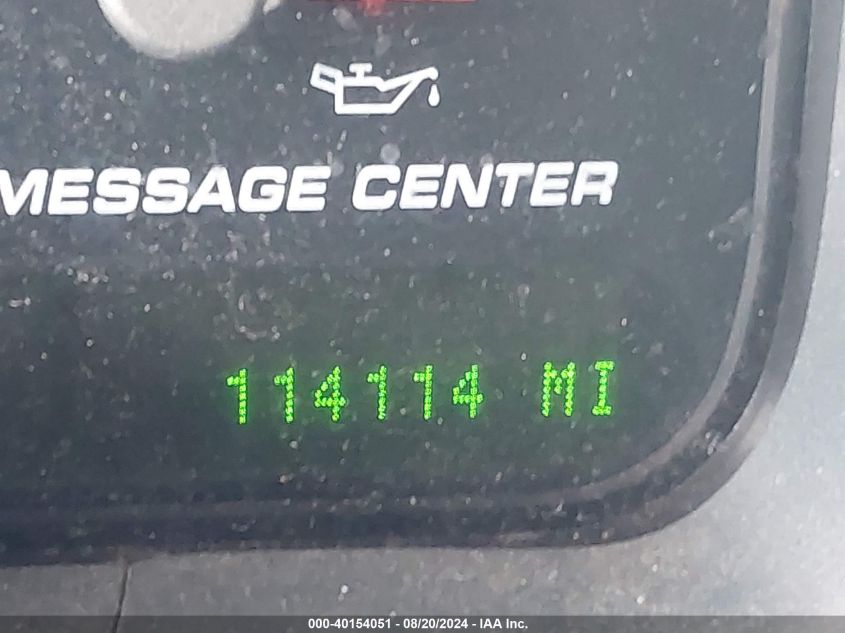 MESSAGE CENTER
114114 MI
000-40154051 - 08/20/2024 - IAA Inc.